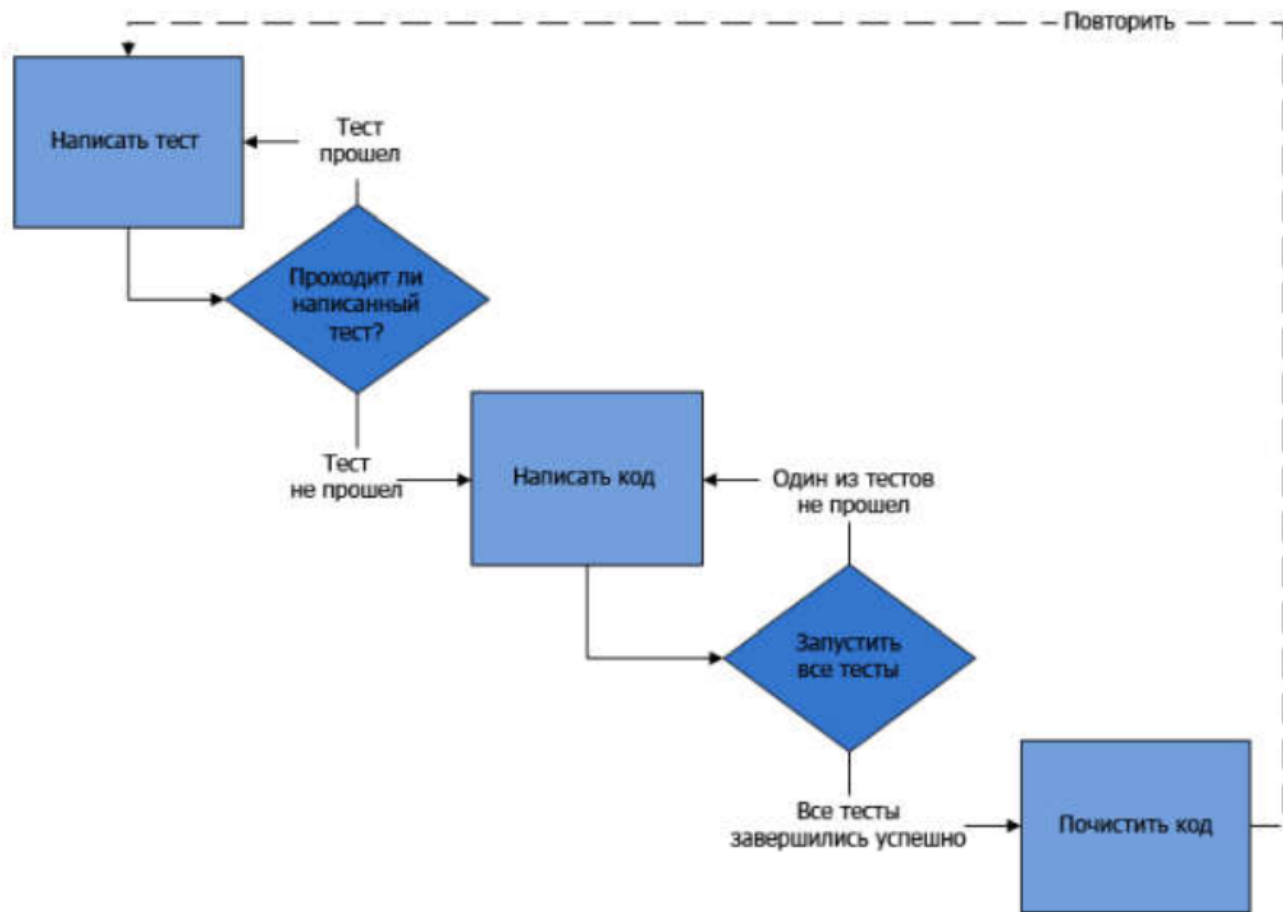 Повторить
Написать тест
Тест
прошел
Проходит ли
написанный
тест?
Тест
не прошел
Написать код
Один из тестов
не прошел
Запустить
все тесты
Все тесты
завершились успешно
Почистить код